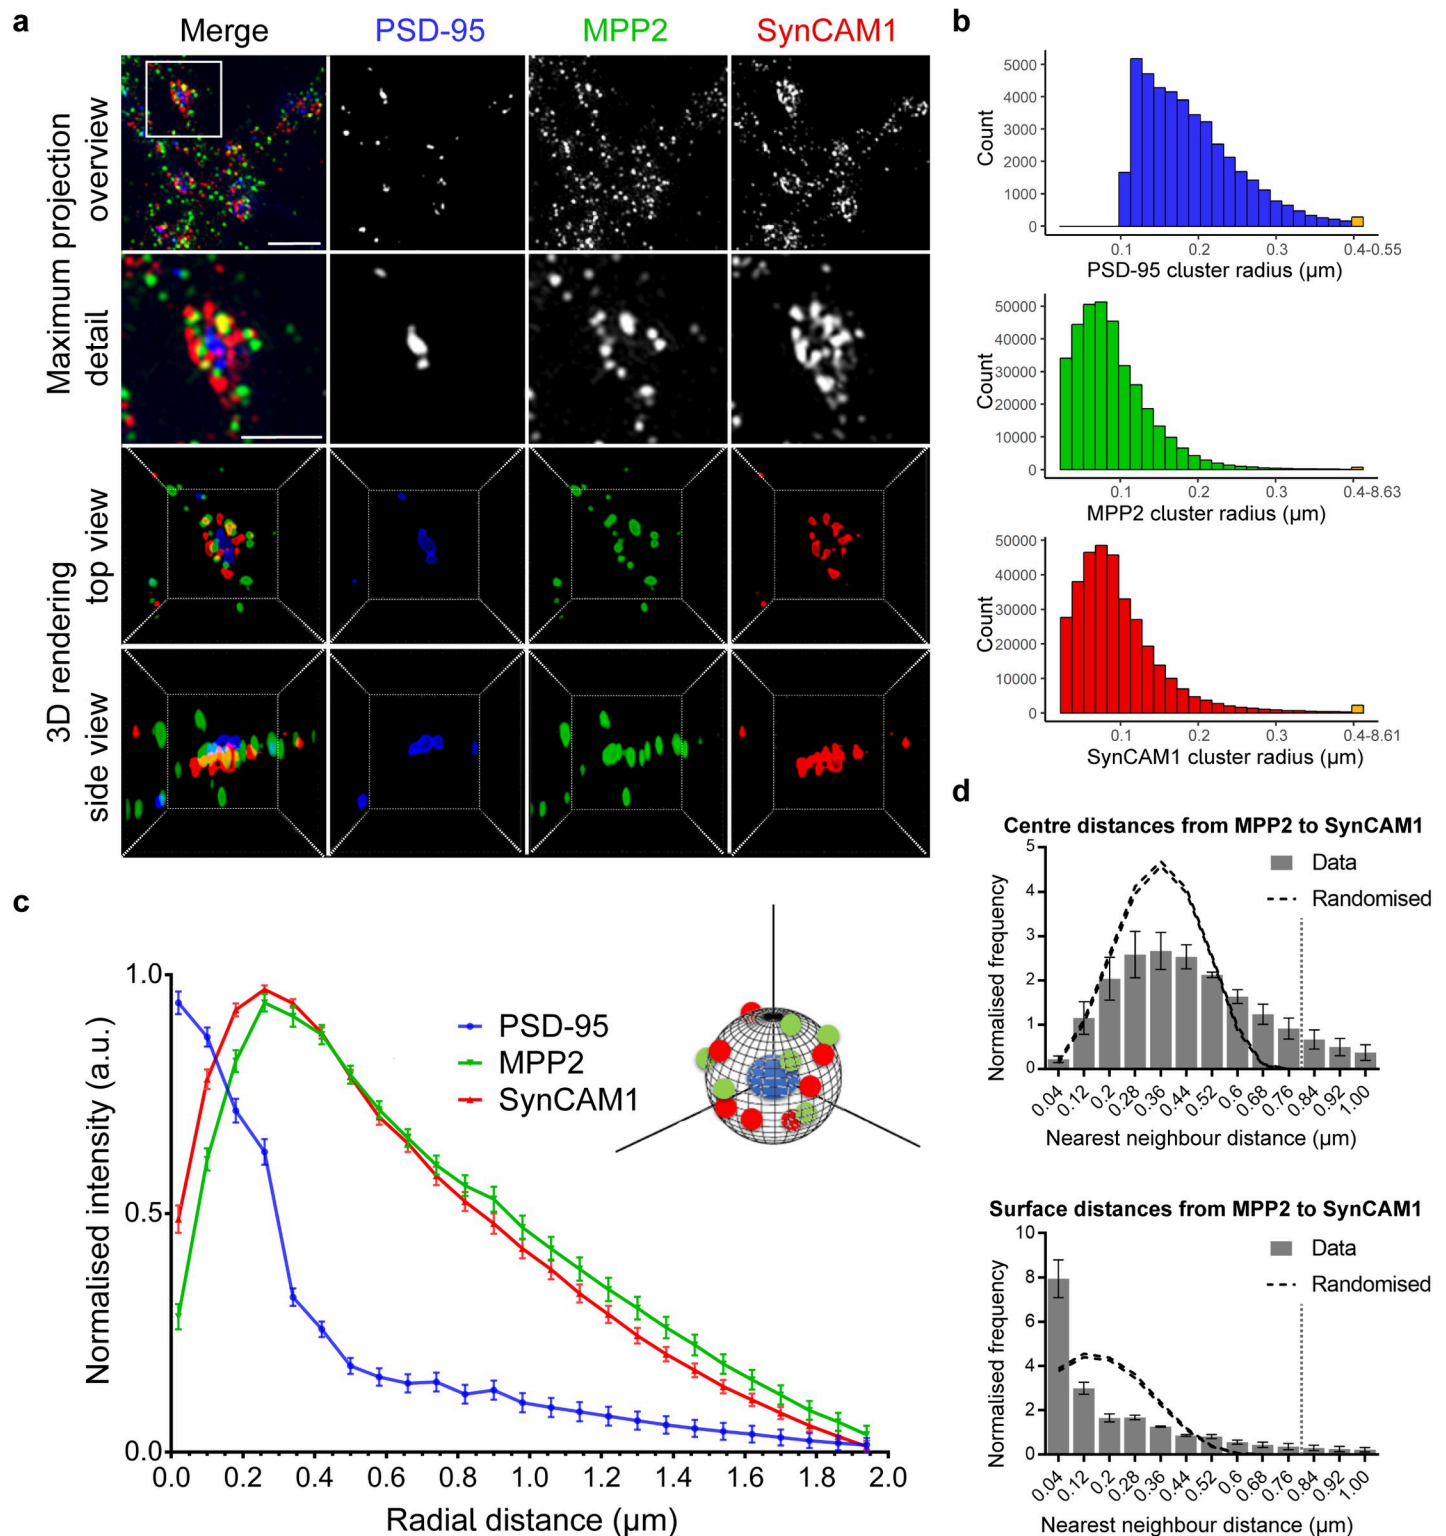 a
Merge
PSD-95
MPP2
SynCAM1
Maximum projection
overview
detail
3D rendering
top view
side view
b
Count
5000
4000
3000
2000
1000
0
0.1
0.2
0.3
0.4-0.55
PSD-95 cluster radius (µm)
Count
50000
40000
30000
20000
10000
0
0.1
0.2
0.3
0.4-8.63
MPP2 cluster radius (µm)
Count
50000
40000
30000
20000
10000
0
0.1
0.2
0.3
0.4-8.61
SynCAM1 cluster radius (µm)
c
Normalised intensity (a.u.)
1.0
0.5
0.0
0.0 0.2 0.4 0.6 0.8 1.0 1.2 1.4 1.6 1.8 2.0
Radial distance (µm)
PSD-95
MPP2
SynCAM1
d
Centre distances from MPP2 to SynCAM1
Normalised frequency
5
4
3
2
1
0
Data
Randomised
0.04 0.12 0.2 0.28 0.36 0.44 0.52 0.6 0.68 0.76 0.84 0.92 1.00
Nearest neighbour distance (µm)
Surface distances from MPP2 to SynCAM1
Normalised frequency
10
8
6
4
2
0
Data
Randomised
0.04 0.12 0.2 0.28 0.36 0.44 0.52 0.6 0.68 0.76 0.84 0.92 1.00
Nearest neighbour distance (µm)